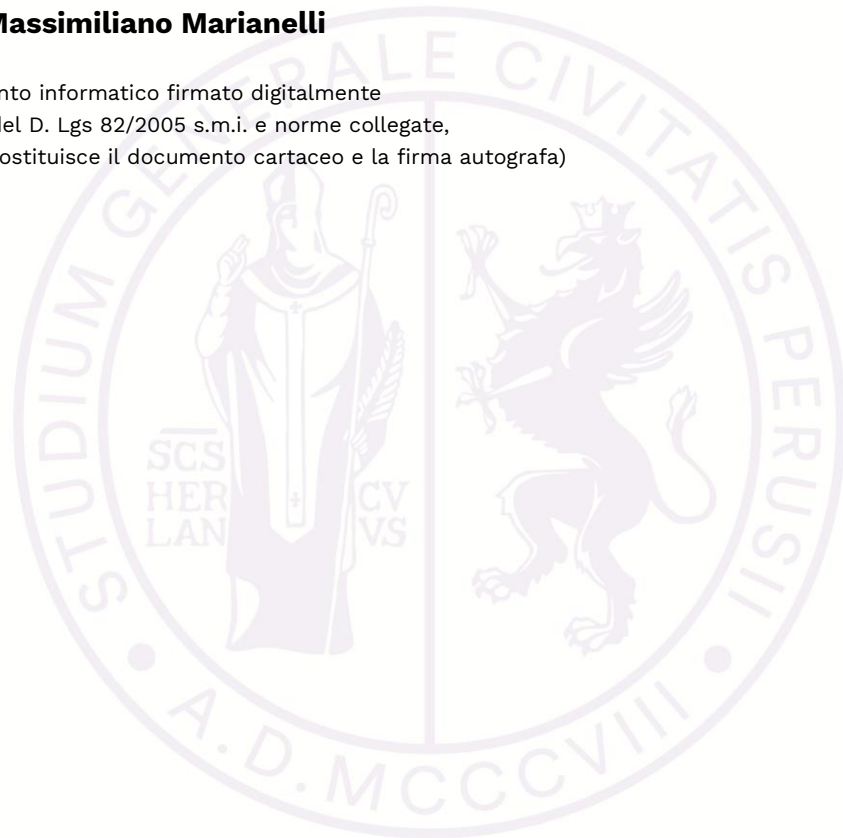 Massimiliano Marianelli
nto informatico firmato digitalmente
del D. Lgs 82/2005 s.m.i. e norme collegate,
ostituisce il documento cartaceo e la firma autografa)
STUDIUM GENERALE CIVITATIS PERUSII
SCS
HER CV
LAN VS
A.D. MCCCVIII